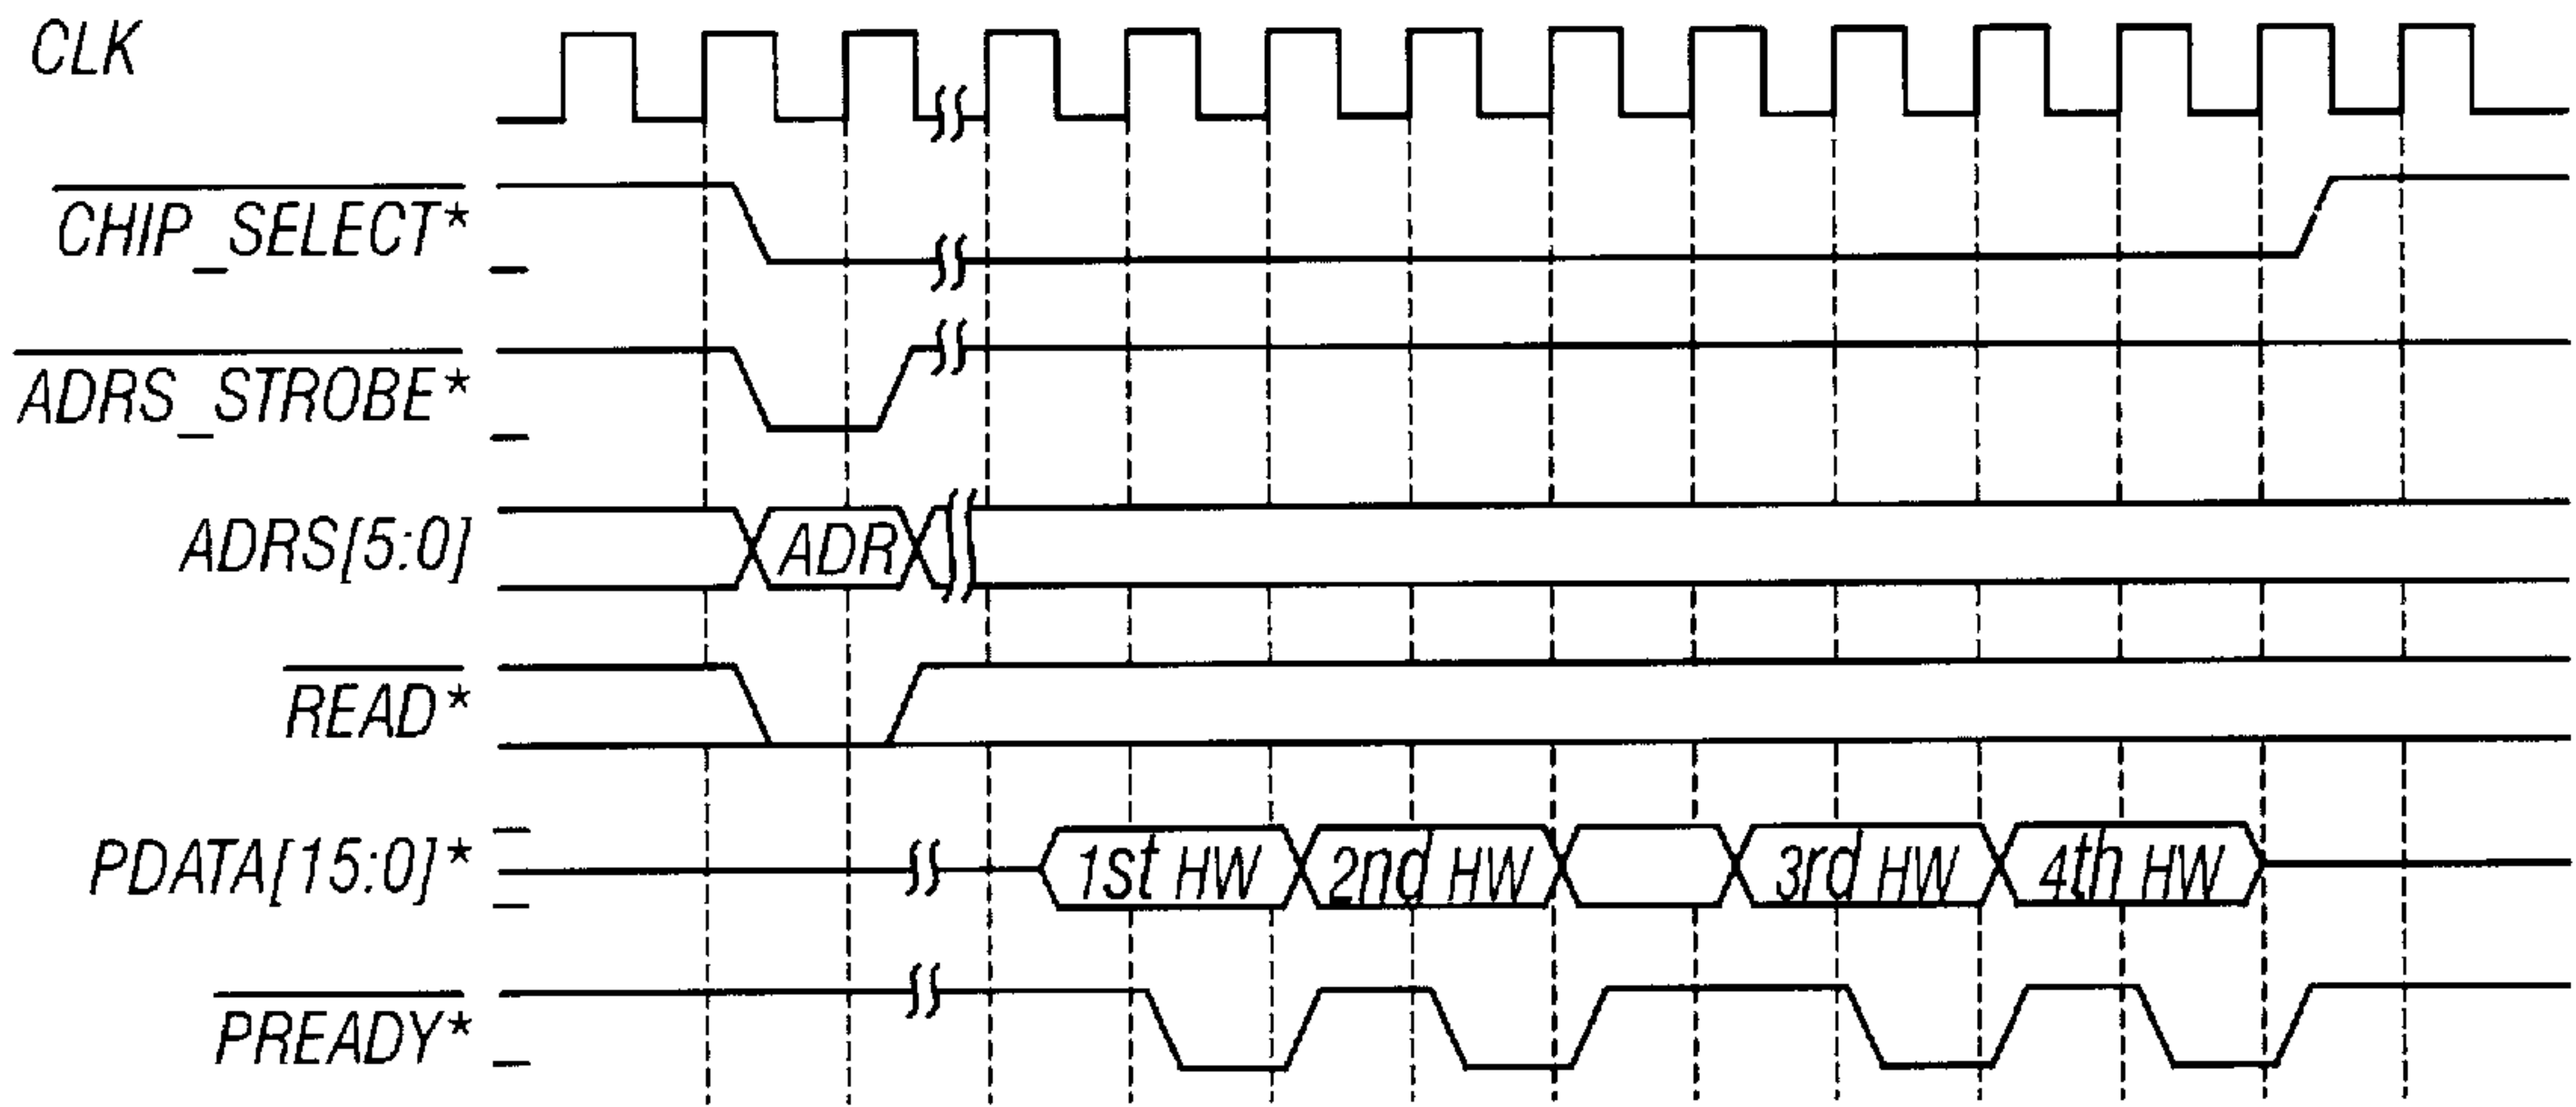 CLK
CHIP_SELECT*
ADRS_STROBE*
ADRS[5:0]
ADR
READ*
PDATA[15:0]*
1st HW
2nd HW
3rd HW
4th HW
PREADY*